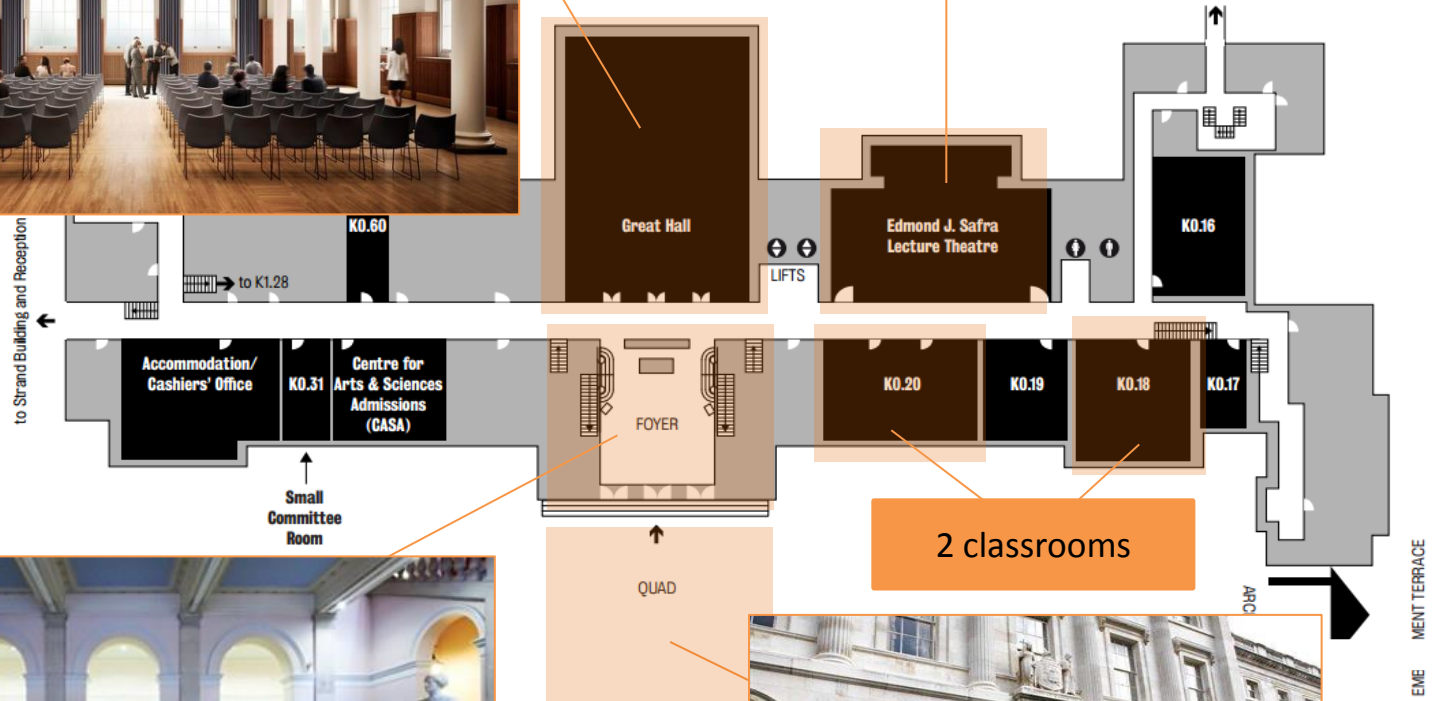 K0.60
Great Hall
Edmond J. Safra
Lecture Theatre
K0.16
LIFTS
to K1.28
to Strand Building and Reception
Accommodation/
Cashiers' Office
K0.31
Centre for
Arts & Sciences
Admissions
(CASA)
FOYER
K0.20
K0.19
K0.18
K0.17
Small
Committee
Room
2 classrooms
QUAD
ARC
MENT TERRACE
EME